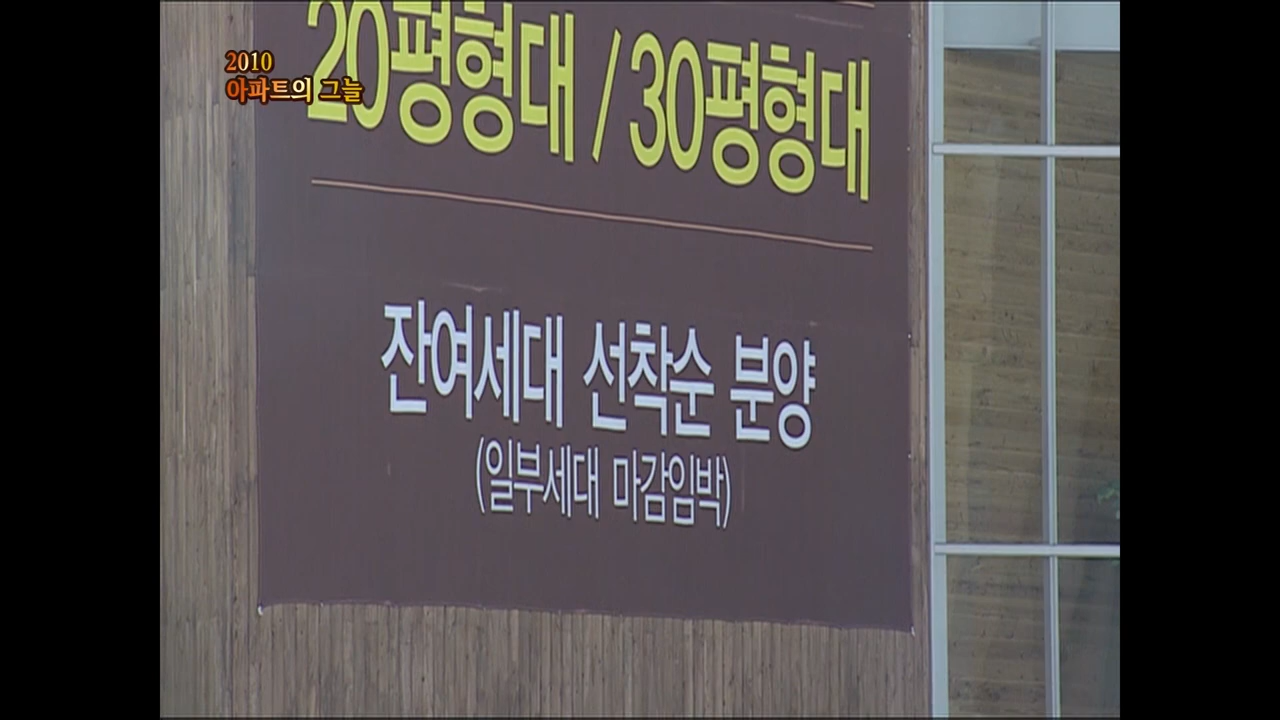 2010
아파트의 그늘
20평형대 / 30평형대
잔여세대 선착순 분양
(일부세대 마감임박)